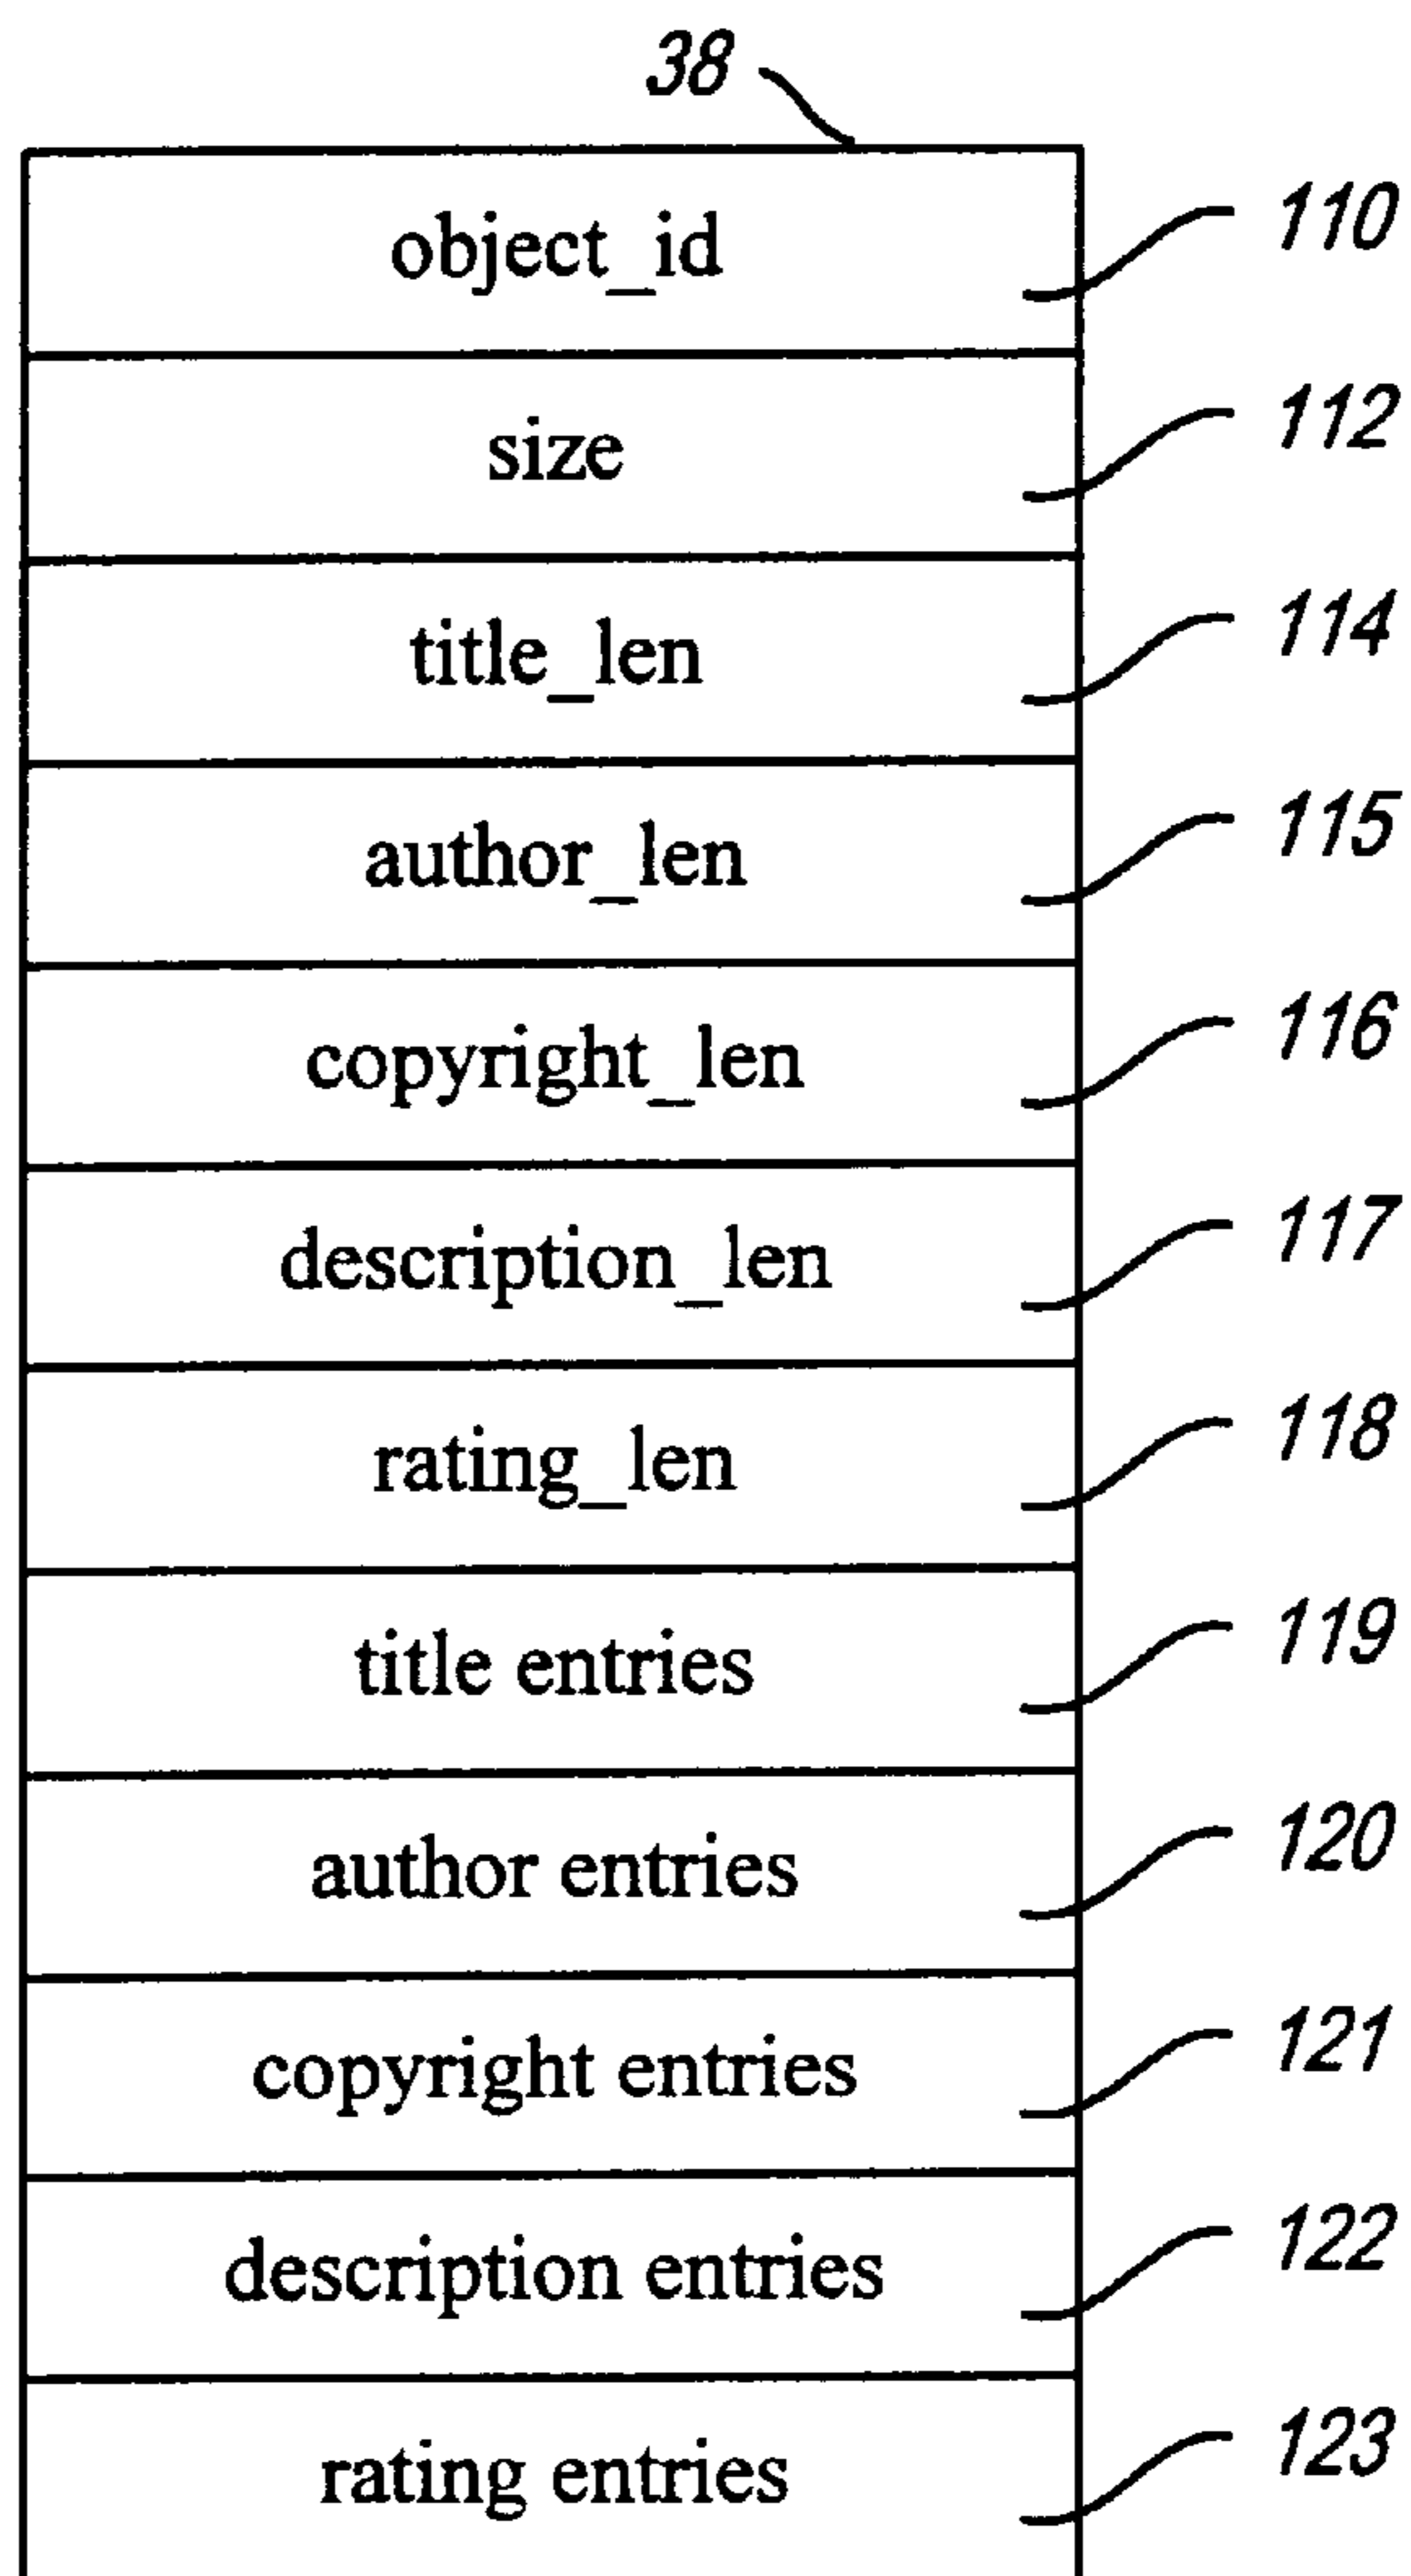 38
object_id 110
size 112
title_len 114
author_len 115
copyright_len 116
description_len 117
rating_len 118
title entries 119
author entries 120
copyright entries 121
description entries 122
rating entries 123